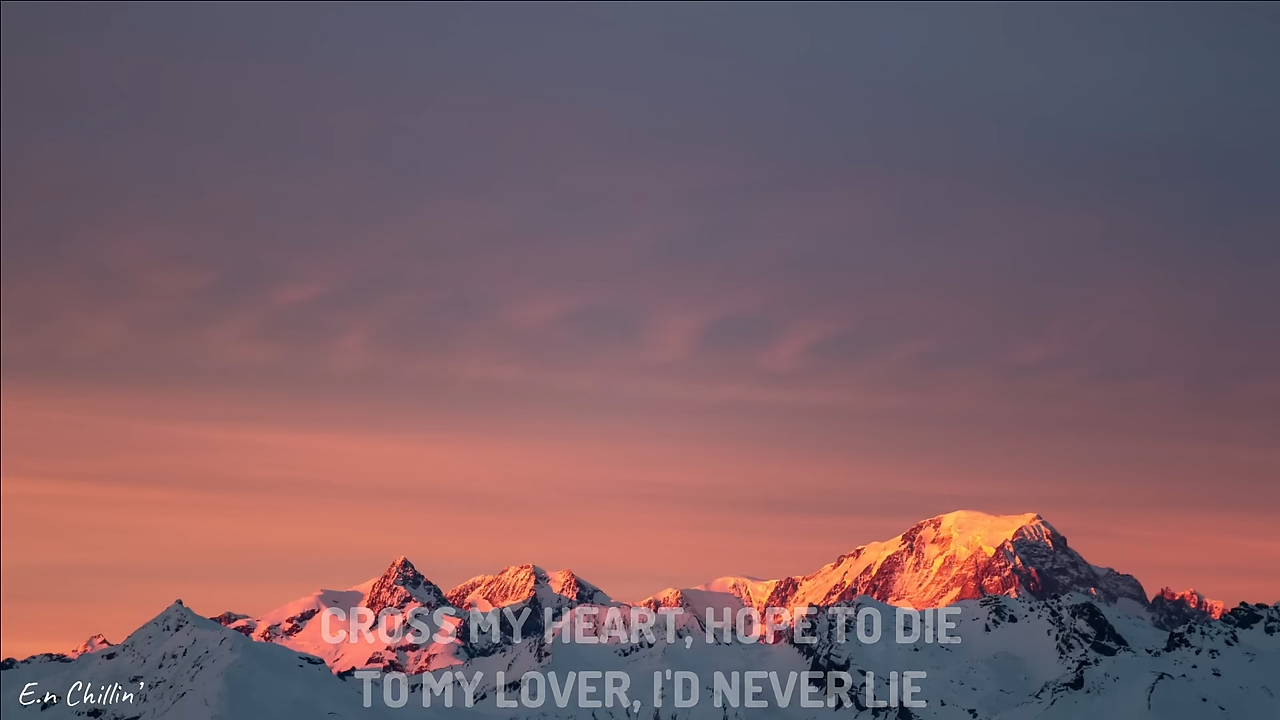 CROSS MY HEART, HOPE TO DIE
TO MY LOVER, I'D NEVER LIE
E.n Chillin'